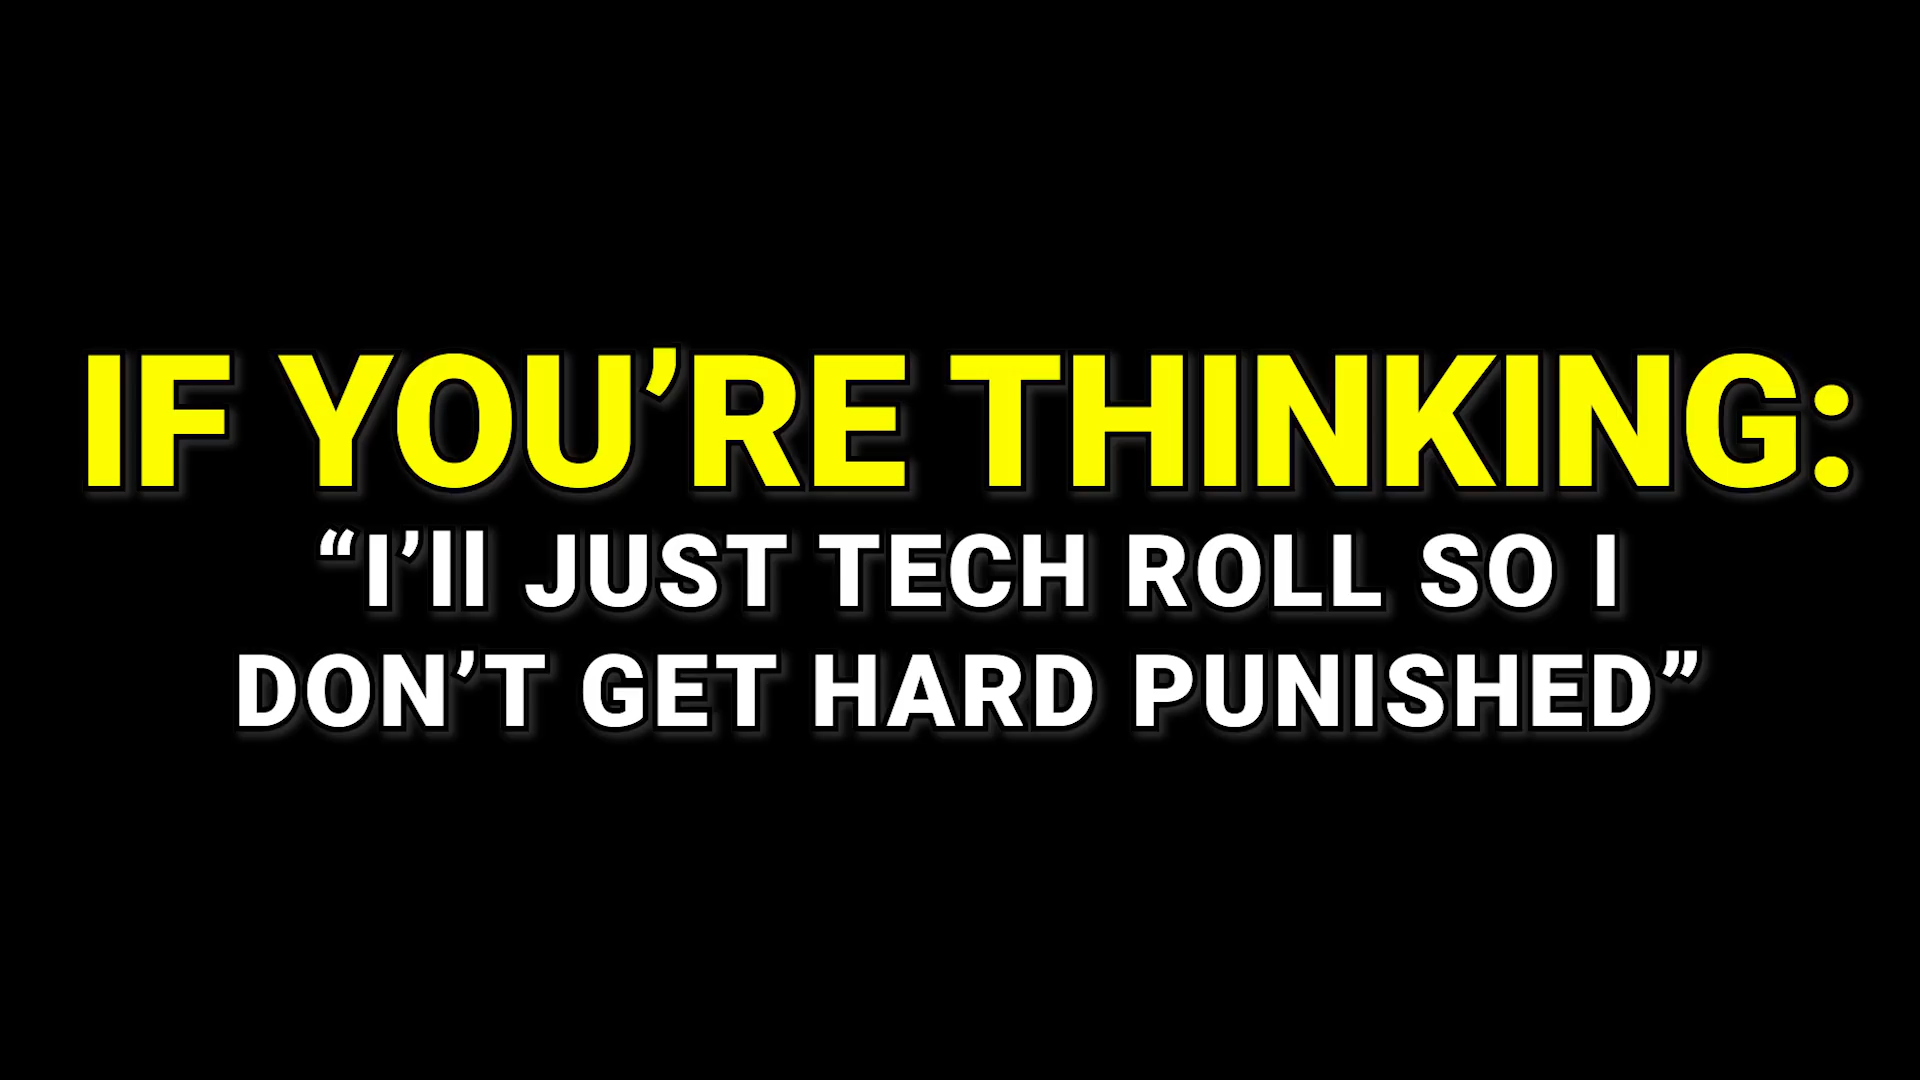 IF YOU’RE THINKING:
“I’ll JUST TECH ROLL SO I
DON’T GET HARD PUNISHED”